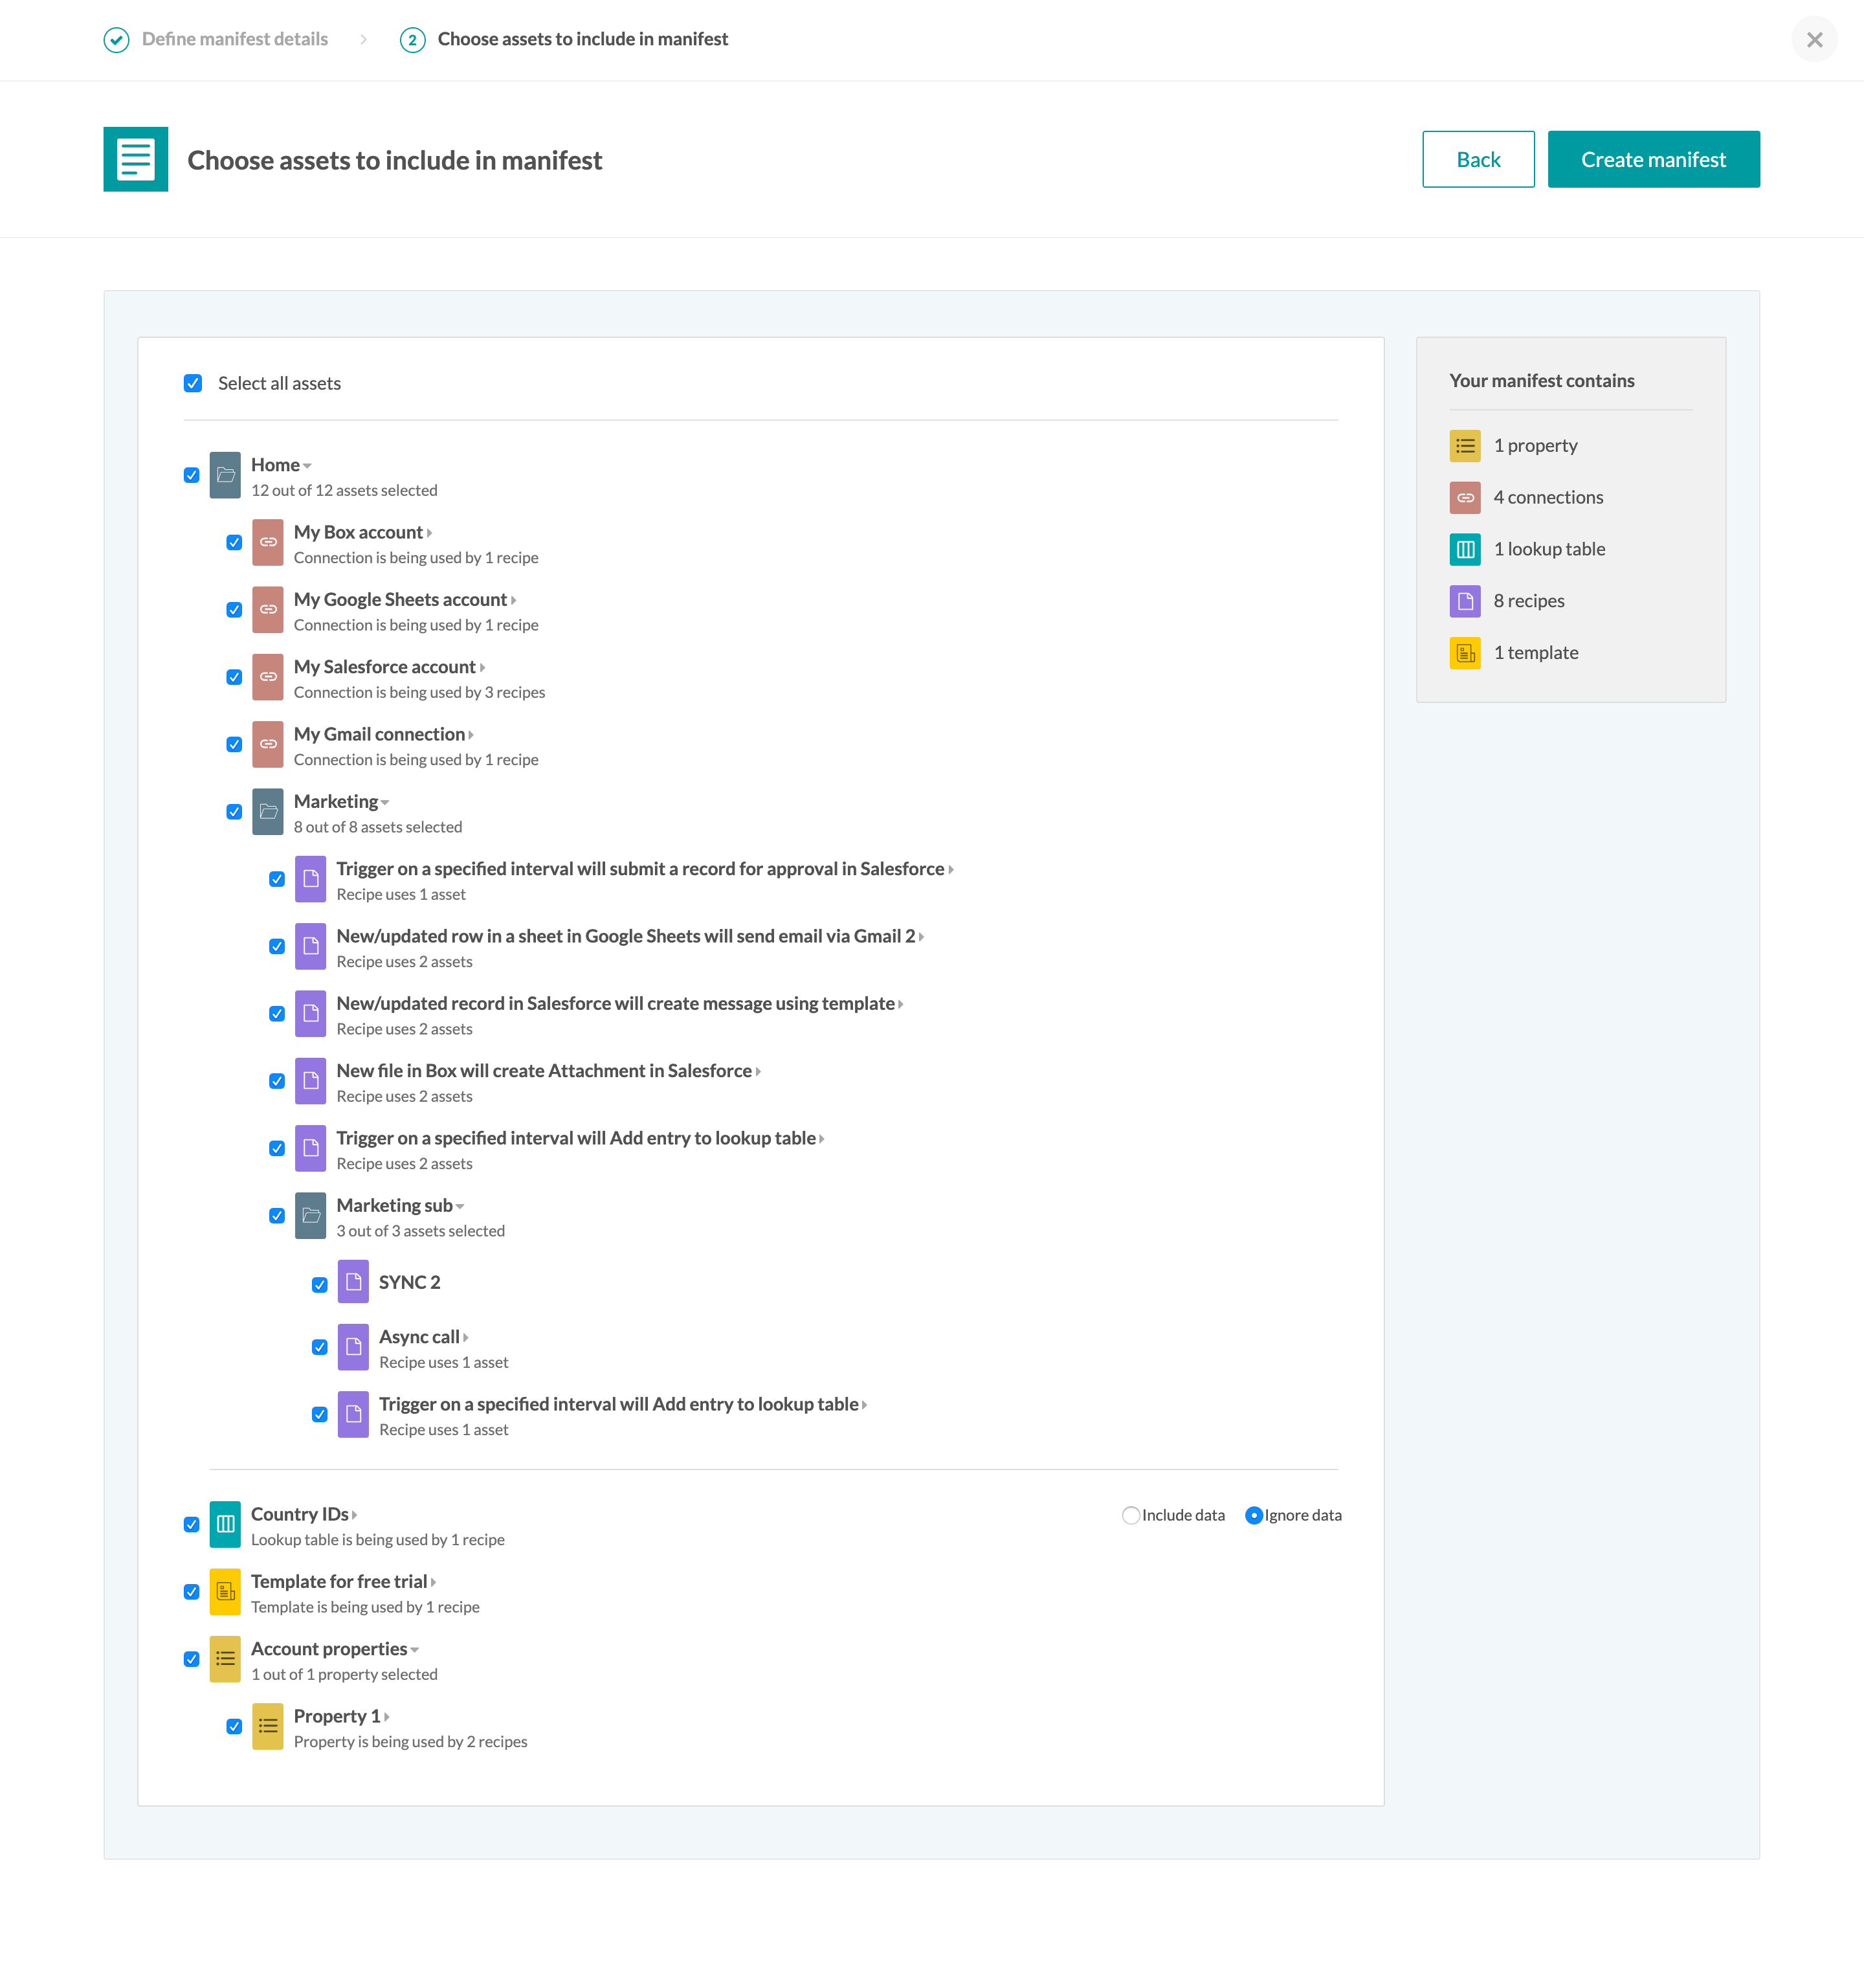 Define manifest details
2 Choose assets to include in manifest
Choose assets to include in manifest
Back
Create manifest
Select all assets
Home
12 out of 12 assets selected
My Box account
Connection is being used by 1 recipe
My Google Sheets account
Connection is being used by 1 recipe
My Salesforce account
Connection is being used by 3 recipes
My Gmail connection
Connection is being used by 1 recipe
Marketing
8 out of 8 assets selected
Trigger on a specified interval will submit a record for approval in Salesforce
Recipe uses 1 asset
New/updated row in a sheet in Google Sheets will send email via Gmail 2
Recipe uses 2 assets
New/updated record in Salesforce will create message using template
Recipe uses 2 assets
New file in Box will create Attachment in Salesforce
Recipe uses 2 assets
Trigger on a specified interval will Add entry to lookup table
Recipe uses 2 assets
Marketing sub
3 out of 3 assets selected
SYNC 2
Async call
Recipe uses 1 asset
Trigger on a specified interval will Add entry to lookup table
Recipe uses 1 asset
Country IDs
Lookup table is being used by 1 recipe
Include data
Ignore data
Template for free trial
Template is being used by 1 recipe
Account properties
1 out of 1 property selected
Property 1
Property is being used by 2 recipes
Your manifest contains
1 property
4 connections
1 lookup table
8 recipes
1 template